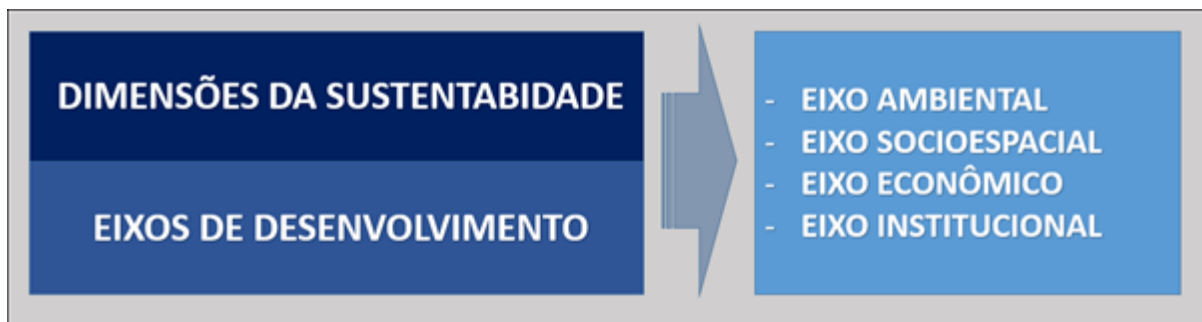 DIMENSÕES DA SUSTENTABIDADE
EIXOS DE DESENVOLVIMENTO
- EIXO AMBIENTAL
- EIXO SOCIOESPACIAL
- EIXO ECONÔMICO
- EIXO INSTITUCIONAL